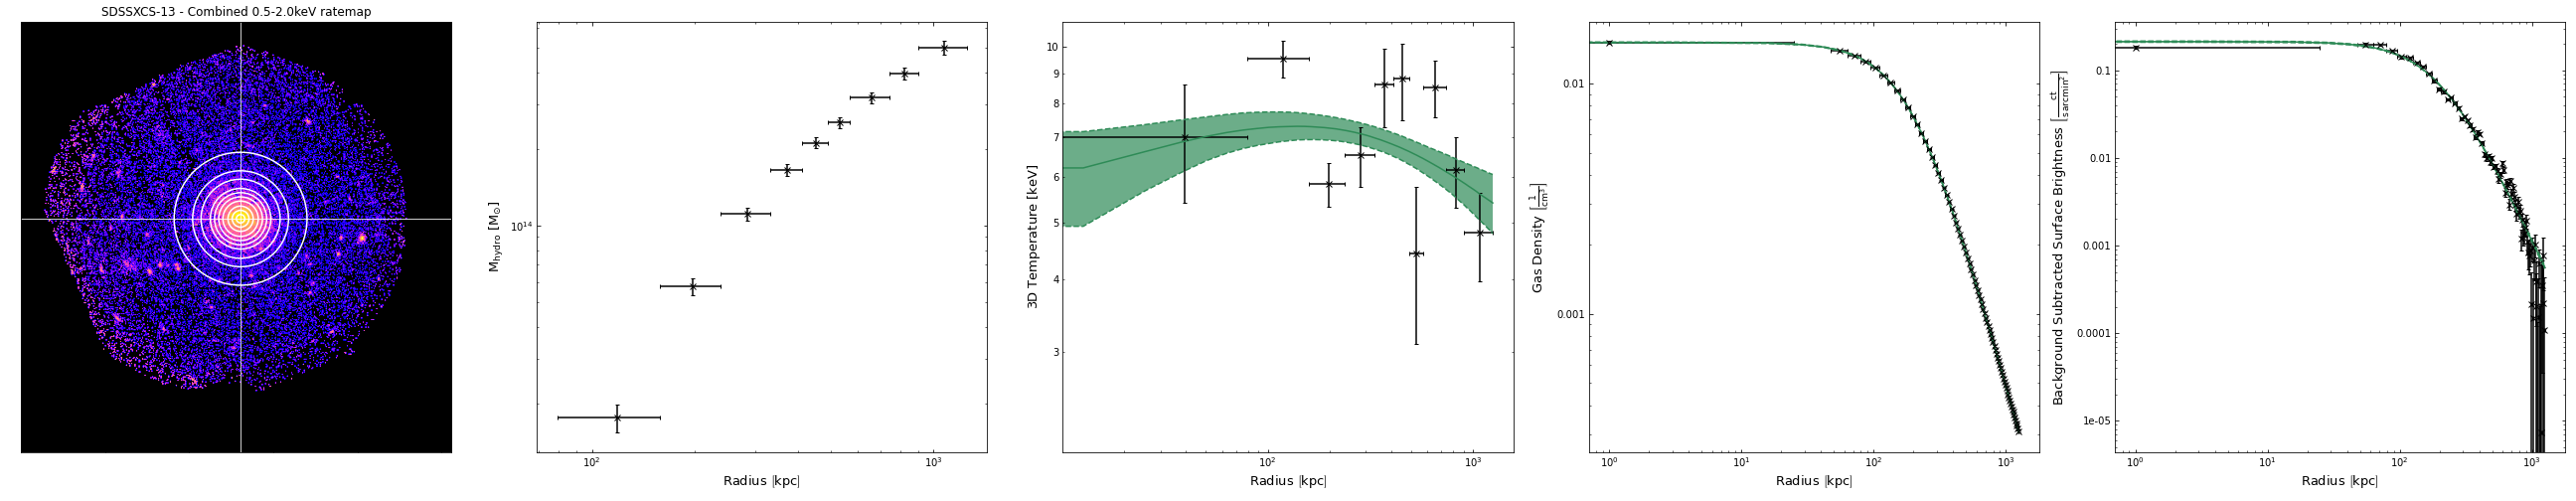 SDSSXCS-13 - Combined 0.5-2.0keV ratemap
M_hydro [M_⊙]
10^14
10^2
10^3
Radius [kpc]
3D Temperature [keV]
10
9
8
7
6
5
4
3
10^2
10^3
Radius [kpc]
Gas Density [1/cm^3]
0.01
0.001
10^0
10^1
10^2
10^3
Radius [kpc]
Background Subtracted Surface Brightness [ct/s arcmin^2]
0.1
0.01
0.001
0.0001
1e-05
10^0
10^1
10^2
10^3
Radius [kpc]